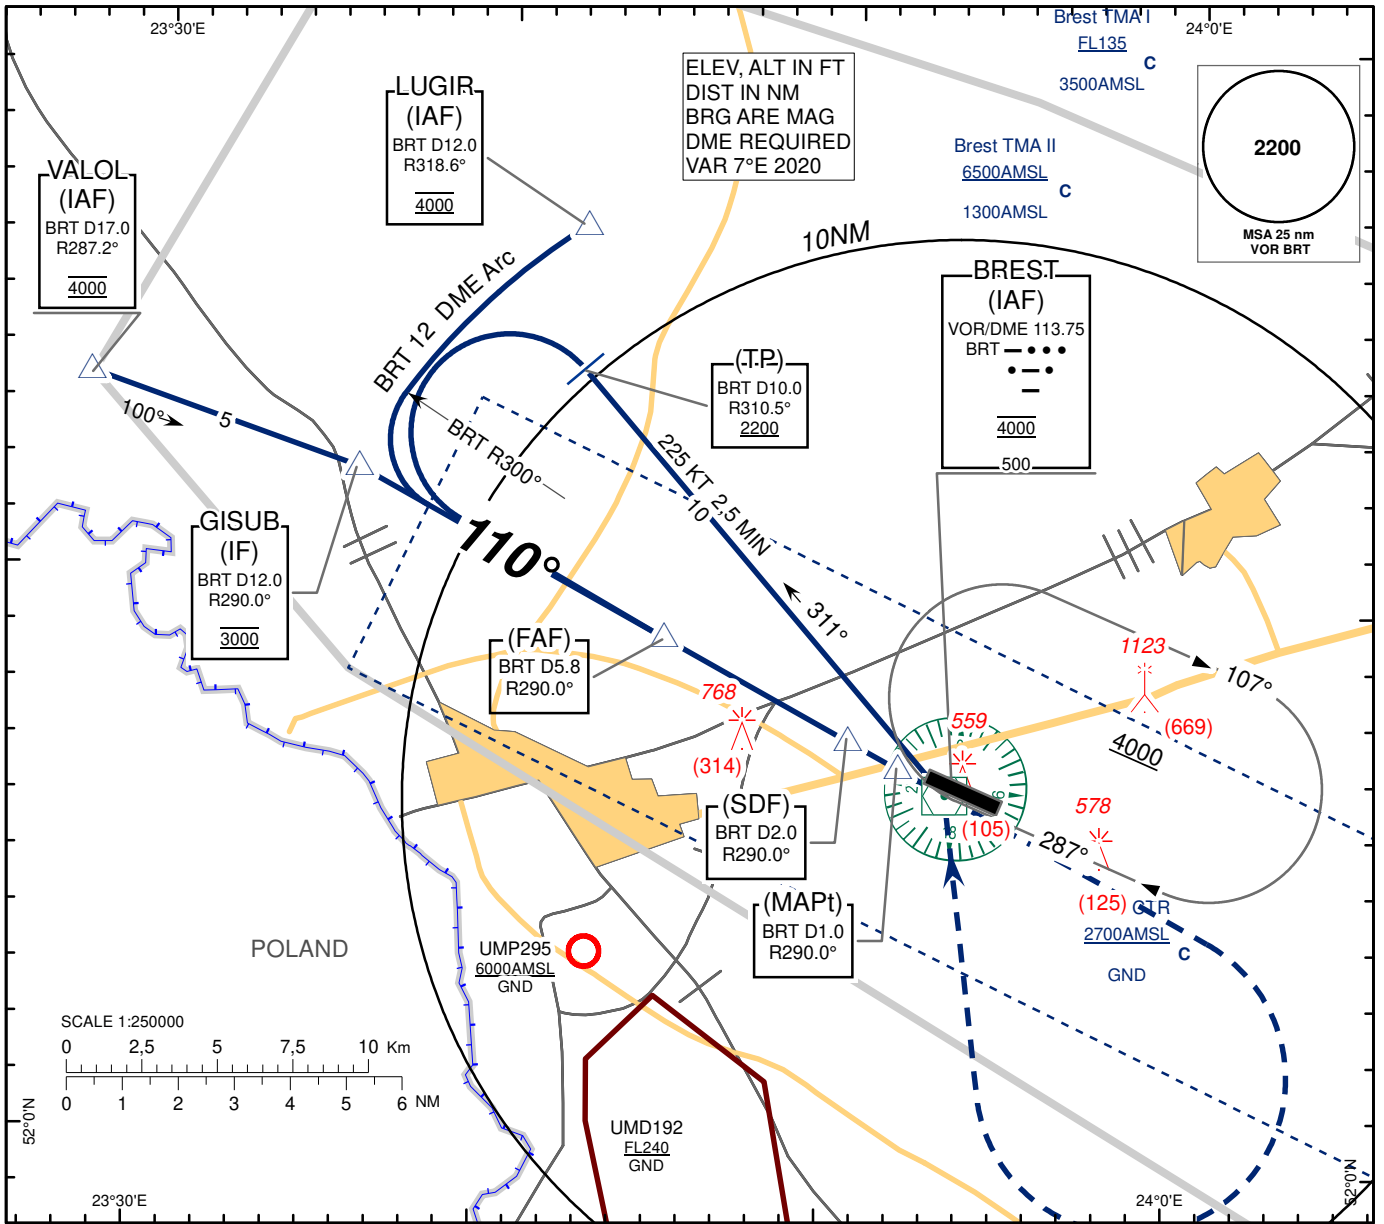 23°30'E
Brest TMA I
FL135
C
3500AMSL
24°0'E
ELEV, ALT IN FT
DIST IN NM
BRG ARE MAG
DME REQUIRED
VAR 7°E 2020
LUGIR
(IAF)
BRT D12.0
R318.6°
4000
Brest TMA II
6500AMSL
C
1300AMSL
2200
MSA 25 nm
VOR BRT
VALOL
(IAF)
BRT D17.0
R287.2°
4000
10NM
BREST
(IAF)
VOR/DME 113.75
BRT
4000
500
BRT 12 DME Arc
(TP)
BRT D10.0
R310.5°
2200
100°
5
BRT R300°
225 KT 2,5 MIN
10
311°
GISUB
(IF)
BRT D12.0
R290.0°
3000
110°
(FAF)
BRT D5.8
R290.0°
768
(314)
1123
(669)
107°
4000
559
(105)
2
6
18
578
(125)
287°
(SDF)
BRT D2.0
R290.0°
(MAPt)
BRT D1.0
R290.0°
CTR
2700AMSL
C
GND
POLAND
UMP295
6000AMSL
GND
SCALE 1:250000
0 2,5 5 7,5 10 Km
0 1 2 3 4 5 6 NM
UMD192
FL240
GND
52°0'N
52°0'N
23°30'E
24°0'E